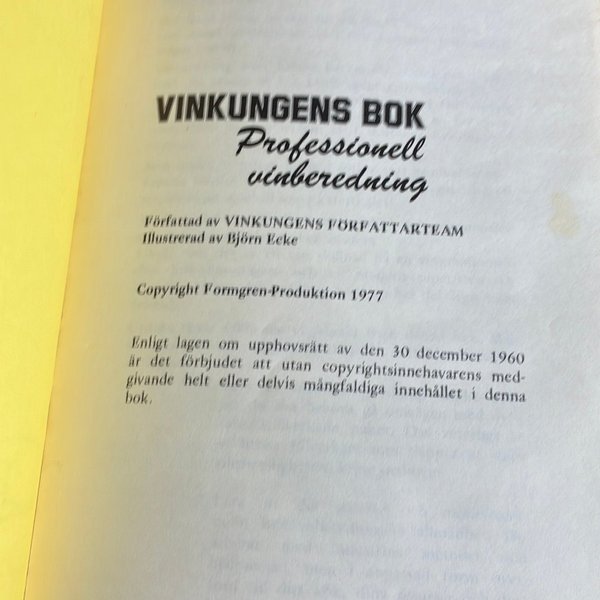 VINKUNGENS BOK
Professionell
vinberedning
Författad av VINKUNGENS FÖRFATTARTEAM
Illustrerad av Björn Ecke
Copyright Formgren-Produktion 1977
Enligt lagen om upphovsrätt av den 30 december 1960
är det förbjudet att utan copyrightsinnehavarens med-
givande helt eller delvis mångfaldiga innehållet i denna
bok.